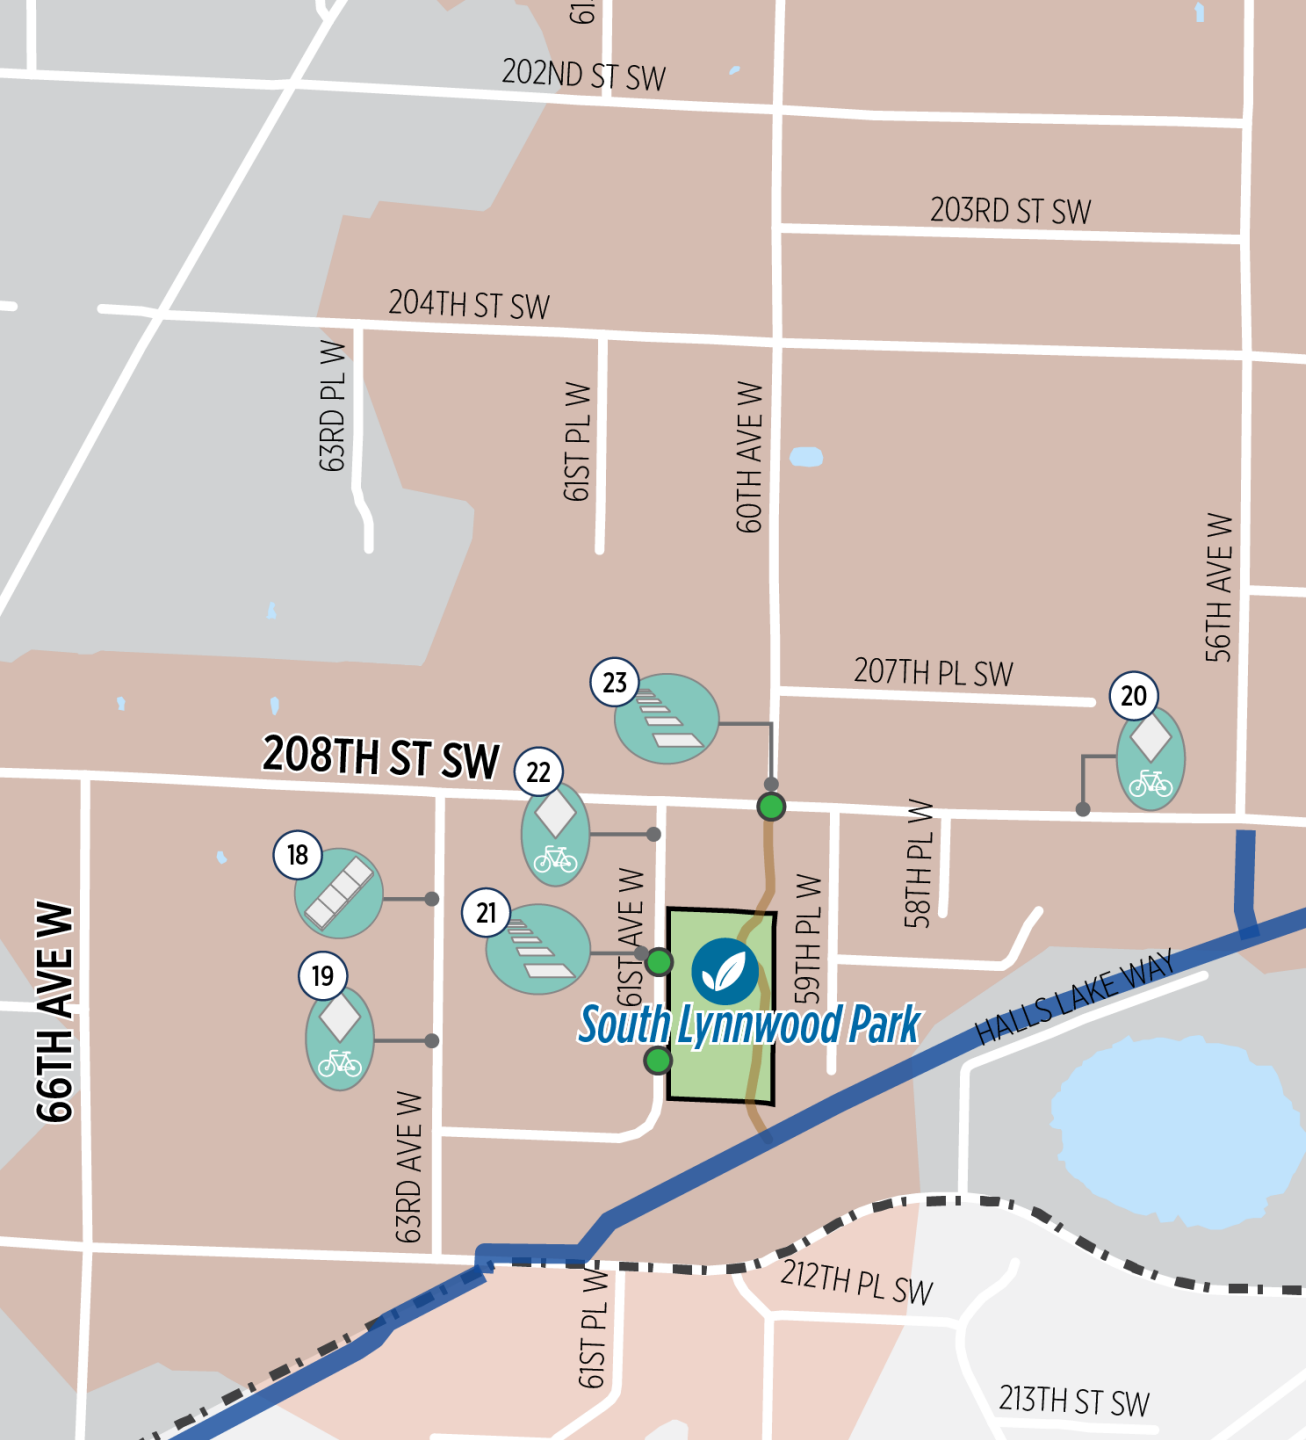 202ND ST SW
203RD ST SW
204TH ST SW
63RD PL W
61ST PL W
60TH AVE W
56TH AVE W
207TH PL SW
23
20
208TH ST SW
22
18
58TH PL W
21
61ST AVE W
59TH PL W
66TH AVE W
19
South Lynnwood Park
HALLS LAKE WAY
63RD AVE W
212TH PL SW
61ST PL W
213TH ST SW